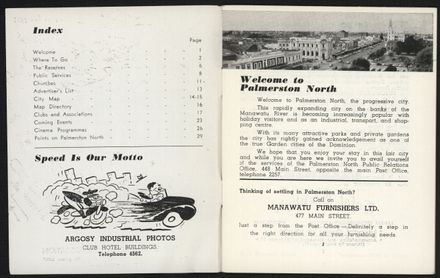 Index
Page
Welcome - 1
Where To Go - 2
The Reserves - 6
Public Services - 8
Churches - 11
Advertiser's List - 13
City Map - 14-15
Map Directory - 16
Clubs and Associations - 17
Coming Events - 23
Cinema Programmes - 26
Points on Palmerston North - 29
Speed Is Our Motto
ARGOSY INDUSTRIAL PHOTOS
CLUB HOTEL BUILDINGS.
Telephone 4562.
Welcome to
Palmerston North
Welcome to Palmerston North, the progressive city.
This rapidly expanding city on the banks of the
Manawatu River is becoming increasingly popular with
holiday visitors and as an industrial, transport, and shop-
ping centre.
With its many attractive parks and private gardens
the city has rightly gained acknowledgement as one of
the true Garden cities of the Dominion.
We hope that you enjoy your stay in this fair city
and while you are here we invite you to avail yourself
of the services of the Palmerston North Public Relations
Office, 468 Main Street, opposite the main Post Office,
telephone 2257.
Thinking of settling in Palmerston North?
Call on
MANAWATU FURNISHERS LTD.
477 MAIN STREET
Just a step from the Post Office—Definitely a step in
the right direction for all your furnishing needs.